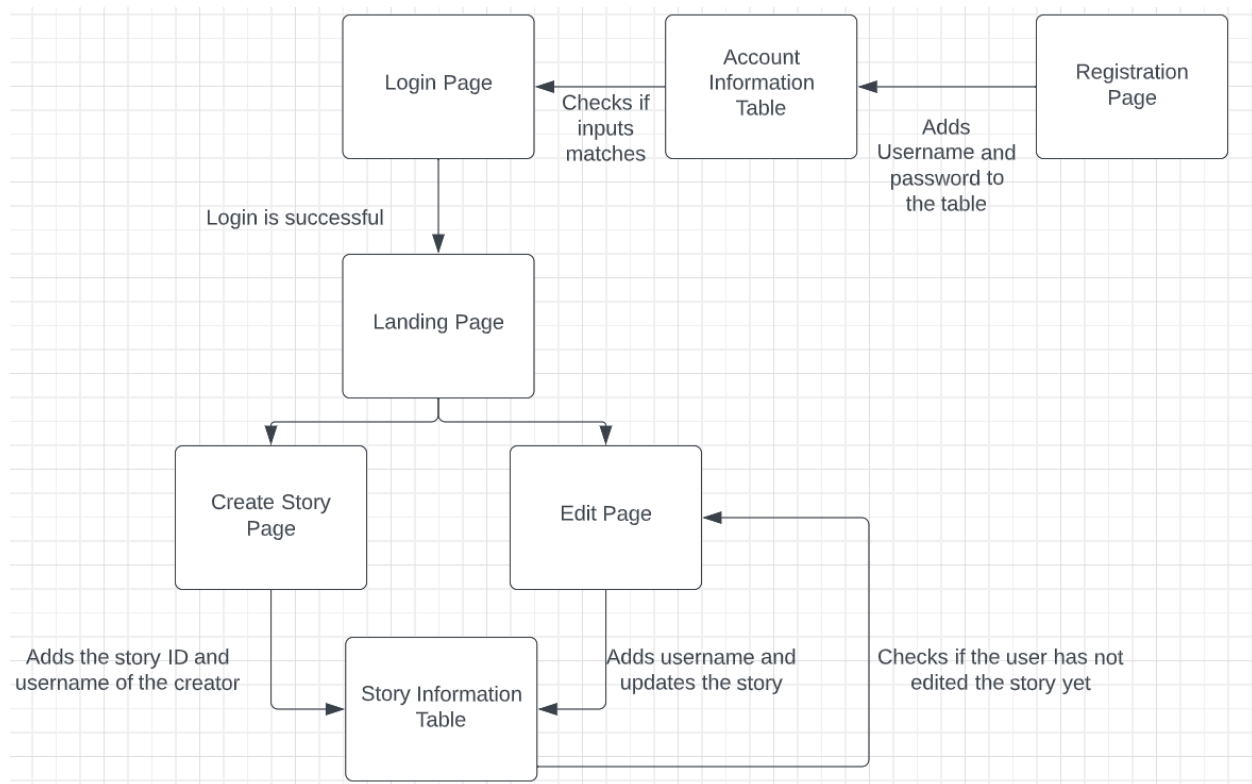 Login Page
Account
Information
Table
Registration
Page
Checks if
inputs
matches
Adds
Username and
password to
the table
Login is successful
Landing Page
Create Story
Page
Edit Page
Adds the story ID and
username of the creator
Story Information
Table
Adds username and
updates the story
Checks if the user has not
edited the story yet